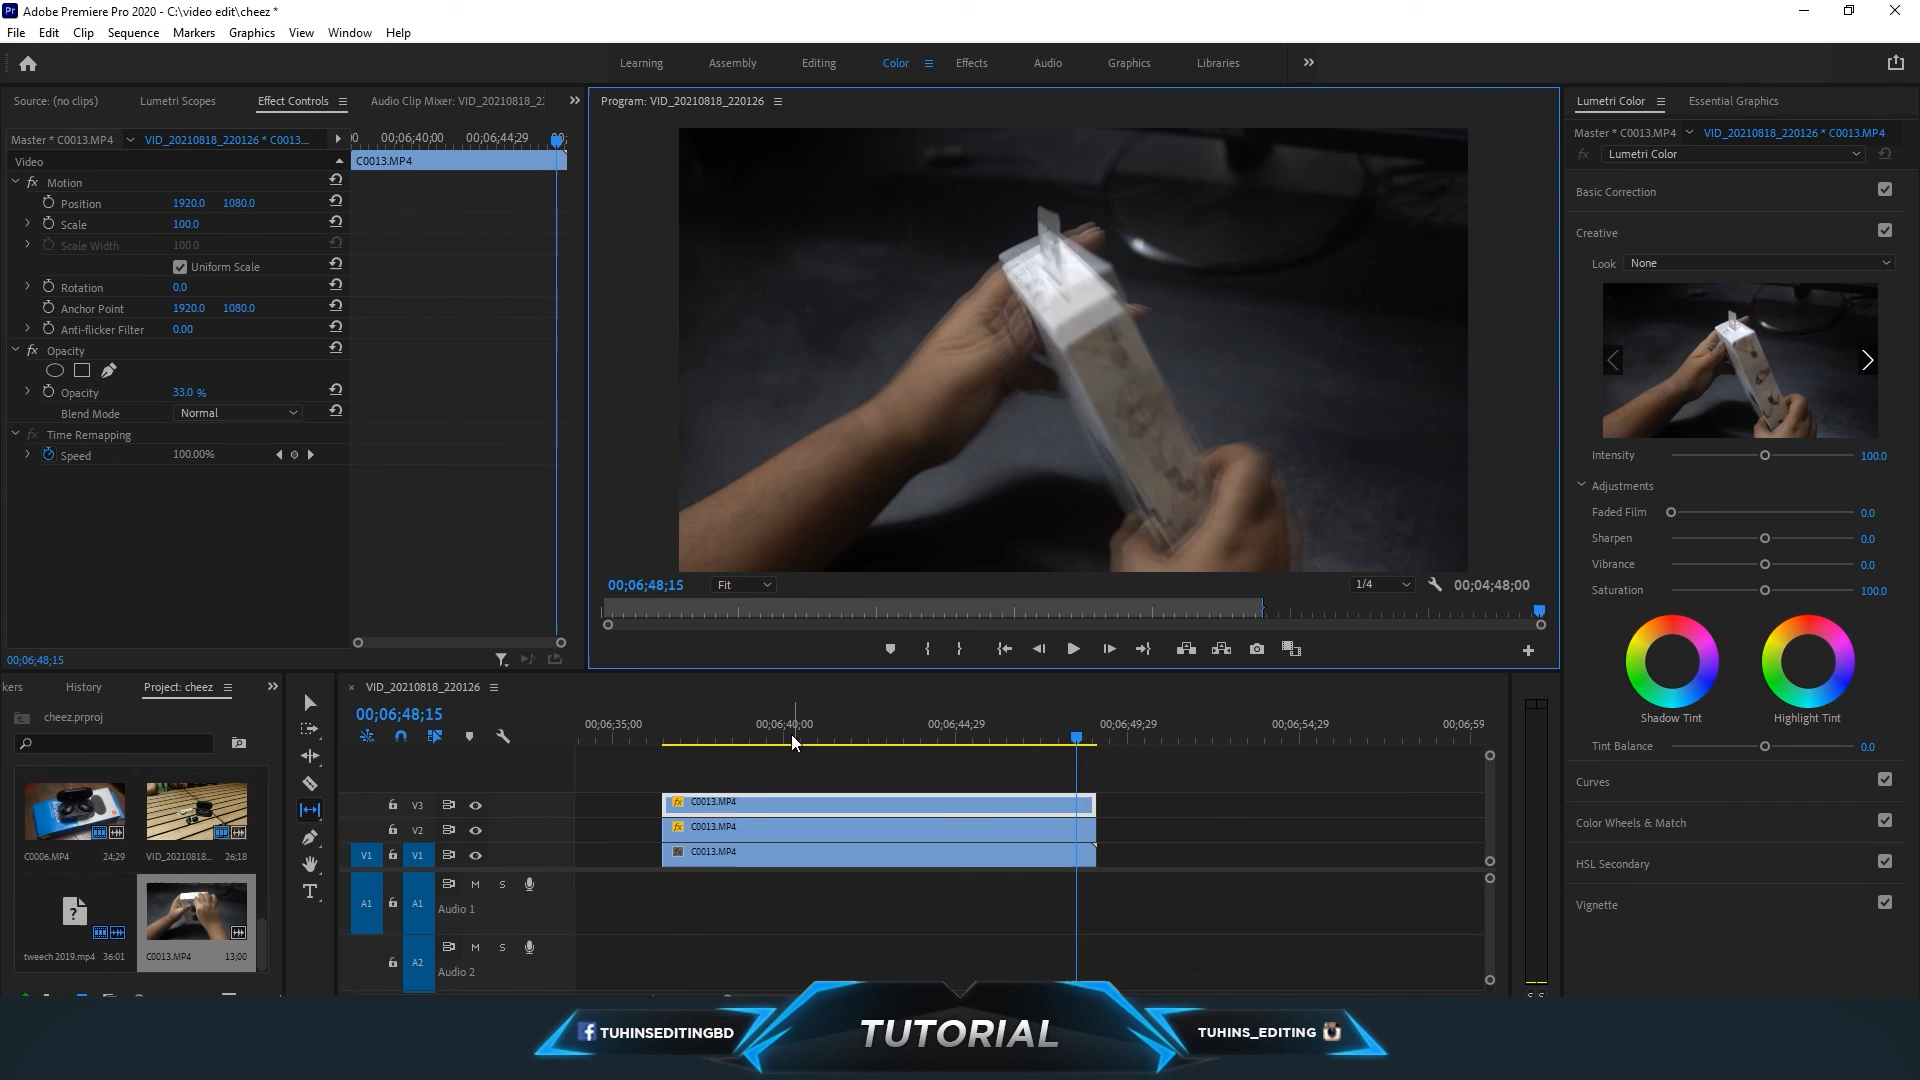 Pr Adobe Premiere Pro 2020 - C:\video edit\cheez *
File Edit Clip Sequence Markers Graphics View Window Help
Learning Assembly Editing Color Effects Audio Graphics Libraries
Source: (no clips) Lumetri Scopes Effect Controls Audio Clip Mixer: VID_20210818_22
Master * C0013.MP4 VID_20210818_220126 * C0013...
00;06;40;00 00;06;44;29
Video
C0013.MP4
Motion
Position 1920.0 1080.0
Scale 100.0
Scale Width 100.0
Uniform Scale
Rotation 0.0
Anchor Point 1920.0 1080.0
Anti-flicker Filter 0.00
Opacity
Opacity 33.0 %
Blend Mode Normal
Time Remapping
Speed 100.00%
00;06;48;15
Program: VID_20210818_220126
00;06;48;15 Fit 1/4 00;04;48;00
Lumetri Color Essential Graphics
Master * C0013.MP4 VID_20210818_220126 * C0013.MP4
fx Lumetri Color
Basic Correction
Creative
Look None
Intensity 100.0
Adjustments
Faded Film 0.0
Sharpen 0.0
Vibrance 0.0
Saturation 100.0
Shadow Tint Highlight Tint
Tint Balance 0.0
Curves
Color Wheels & Match
HSL Secondary
Vignette
kers History Project: cheez
cheez.prproj
C0006.MP4 24;29 VID_20210818... 26;18
tweech 2019.mp4 36:01 C0013.MP4 13;00
VID_20210818_220126
00;06;48;15
00;06;35;00 00;06;40;00 00;06;44;29 00;06;49;29 00;06;54;29 00;06;59
V3 fx C0013.MP4
V2 fx C0013.MP4
V1 V1 fx C0013.MP4
A1 A1 M S
Audio 1
A2 M S
Audio 2
S S
TUHINSEDITINGBD TUTORIAL TUHINS_EDITING